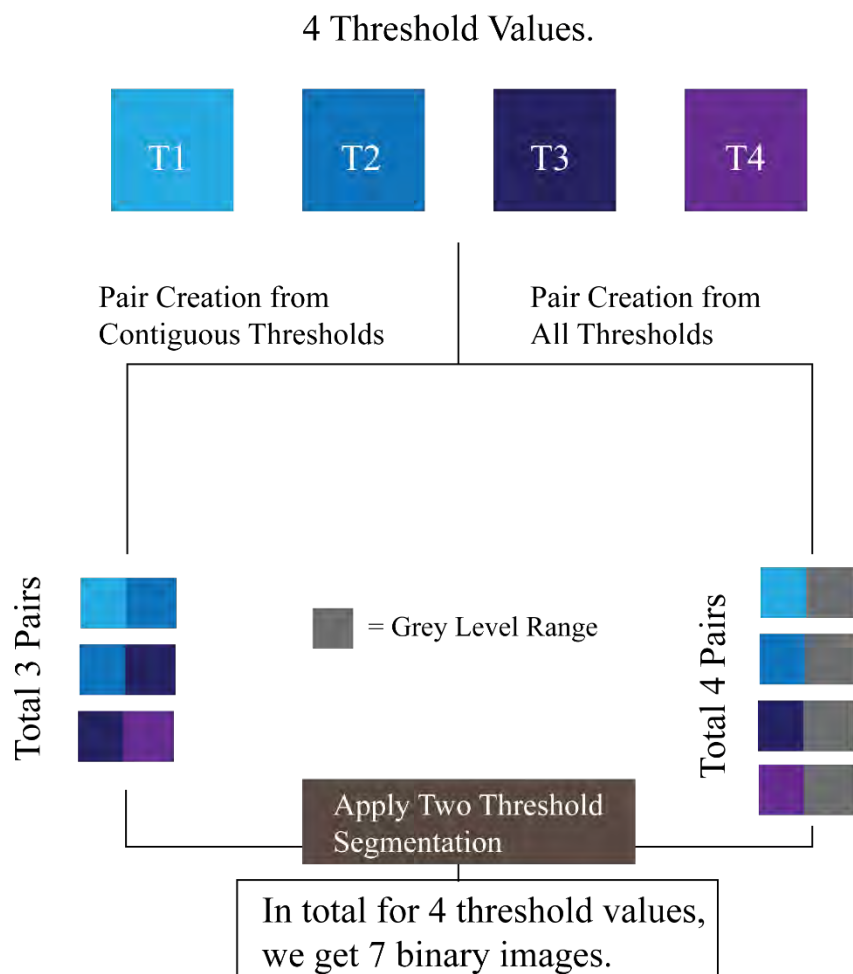 4 Threshold Values.
T1
T2
T3
T4
Pair Creation from
Contiguous Thresholds
Pair Creation from
All Thresholds
Total 3 Pairs
= Grey Level Range
Total 4 Pairs
Apply Two Threshold
Segmentation
In total for 4 threshold values,
we get 7 binary images.